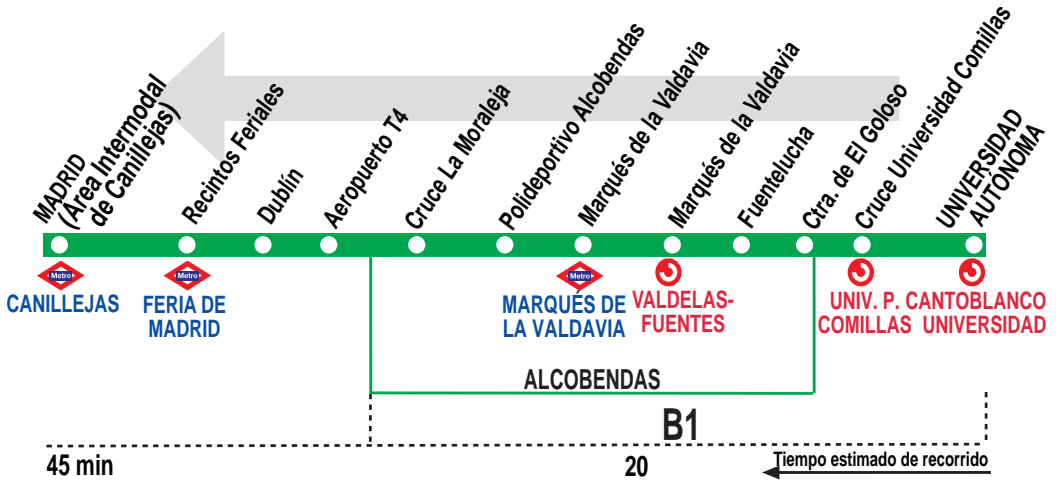 MADRID
(Área Intermodal
de Canillejas)
Recintos Feriales
Dublín
Aeropuerto T4
Cruce La Moraleja
Polideportivo Alcobendas
Marqués de la Valdavia
Marqués de la Valdavia
Fuentelucha
Ctra. de El Goloso
Cruce Universidad Comillas
UNIVERSIDAD
AUTÓNOMA
Metro
CANILLEJAS
Metro
FERIA DE
MADRID
Metro
MARQUÉS DE
LA VALDAVIA
VALDELAS-
FUENTES
UNIV. P.
COMILLAS
CANTOBLANCO
UNIVERSIDAD
ALCOBENDAS
B1
45 min
20
Tiempo estimado de recorrido